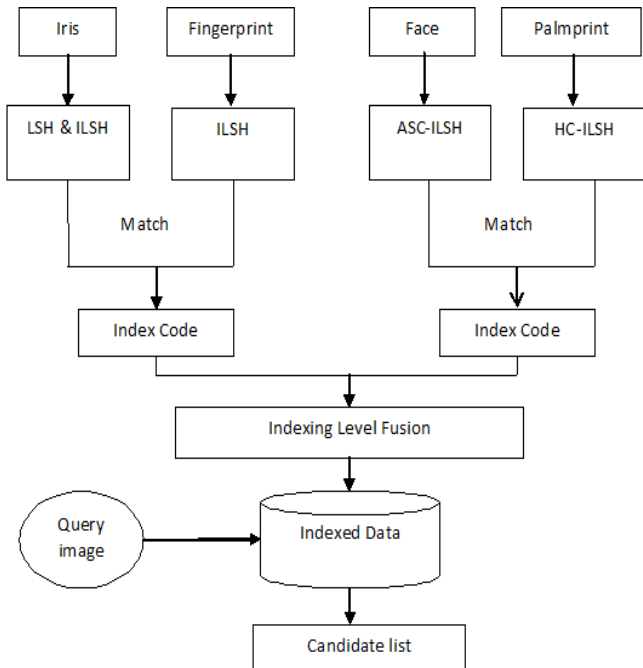 Iris
Fingerprint
Face
Palmprint
LSH & ILSH
ILSH
ASC-ILSH
HC-ILSH
Match
Match
Index Code
Index Code
Indexing Level Fusion
Query
image
Indexed Data
Candidate list